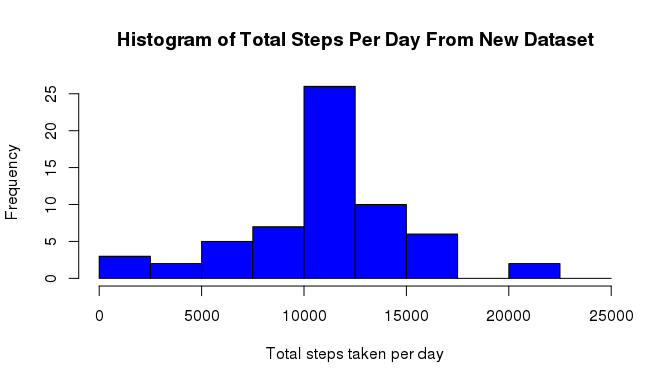 Histogram of Total Steps Per Day From New Dataset
Frequency
25
20
15
10
5
0
0 5000 10000 15000 20000 25000
Total steps taken per day